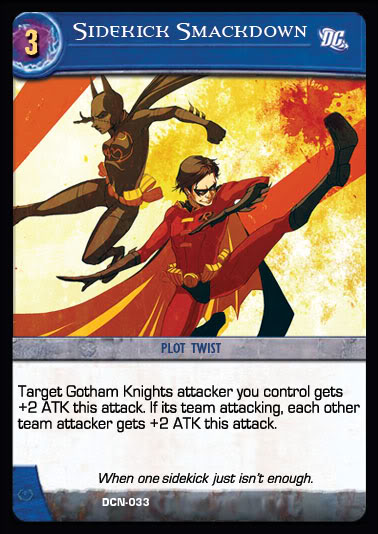 3
Sidekick Smackdown
DC
PLOT TWIST
Target Gotham Knights attacker you control gets
+2 ATK this attack. If its team attacking, each other
team attacker gets +2 ATK this attack.
When one sidekick just isn't enough.
DCN-033